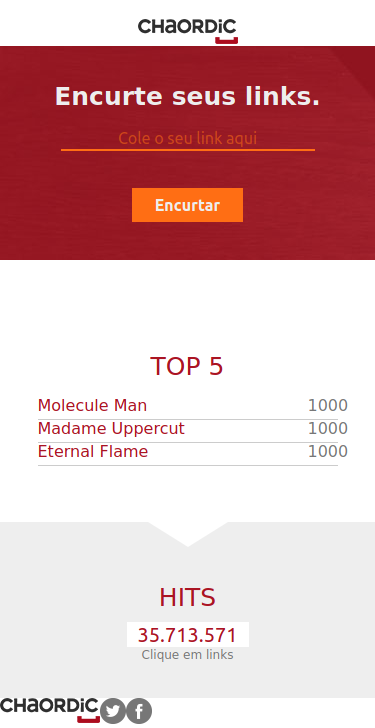 CHAORDIC
Encurte seus links.
Cole o seu link aqui
Encurtar
TOP 5
Molecule Man 1000
Madame Uppercut 1000
Eternal Flame 1000
HITS
35.713.571
Clique em links
CHAORDIC